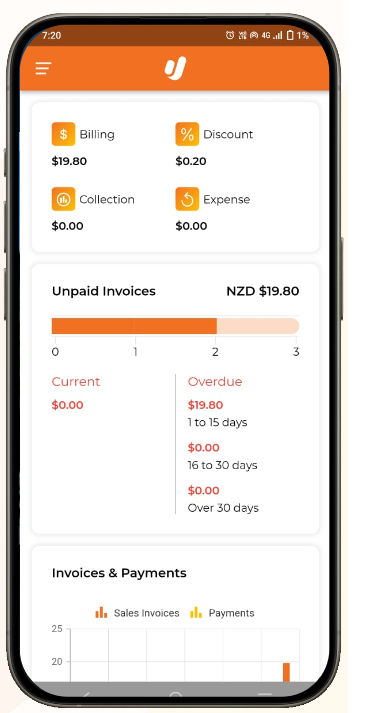 7:20 4G 1%
Billing Discount
$19.80 $0.20
Collection Expense
$0.00 $0.00
Unpaid Invoices NZD $19.80
0 1 2 3
Current Overdue
$0.00 $19.80
1 to 15 days
$0.00
16 to 30 days
$0.00
Over 30 days
Invoices & Payments
Sales Invoices Payments
25
20